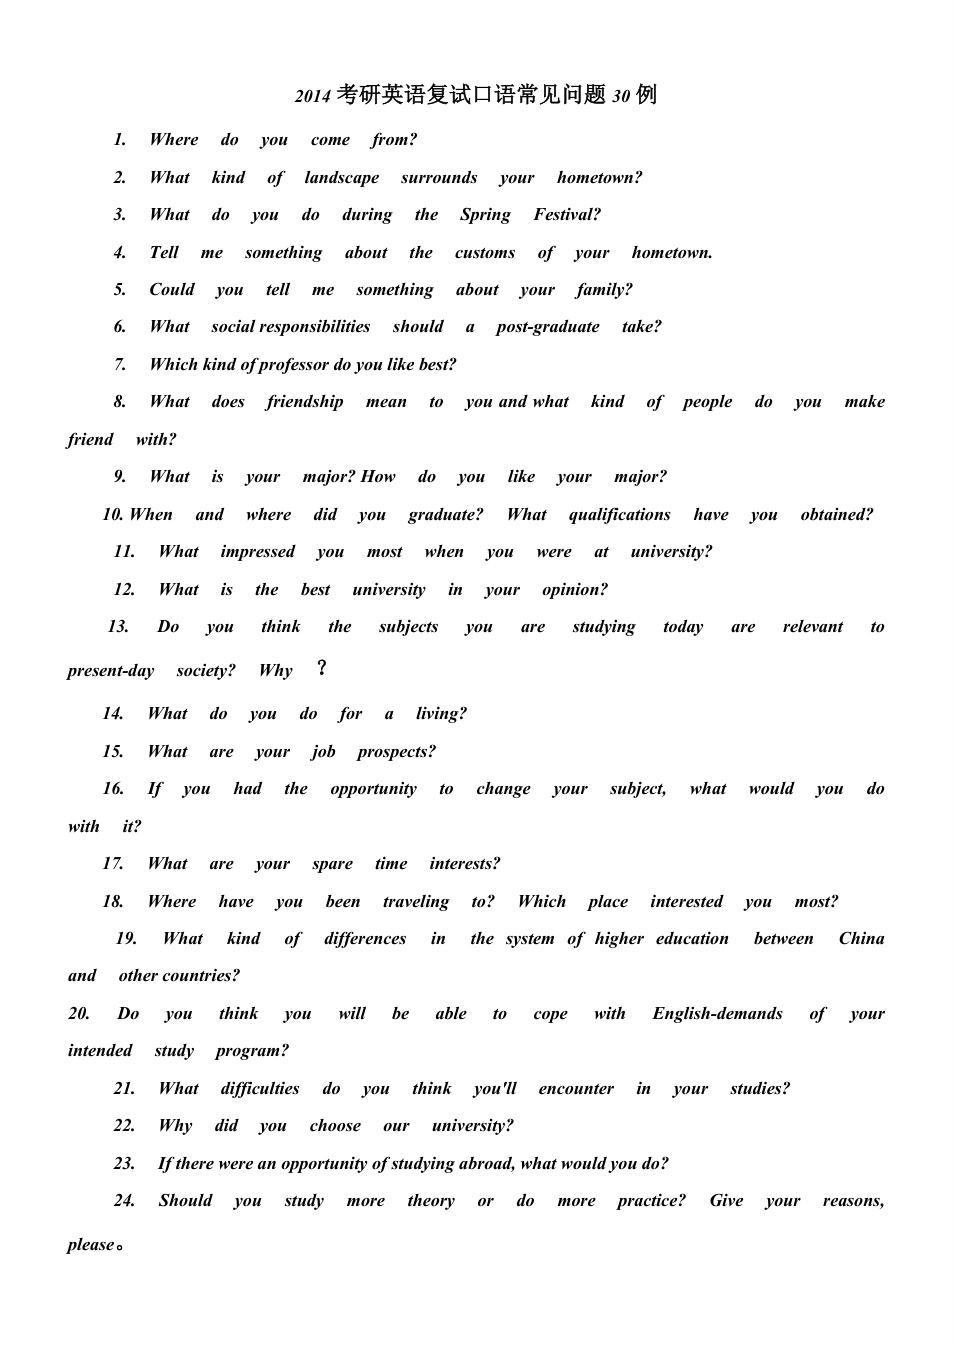 2014 考研英语复试口语常见问题 30 例
1. Where do you come from?
2. What kind of landscape surrounds your hometown?
3. What do you do during the Spring Festival?
4. Tell me something about the customs of your hometown.
5. Could you tell me something about your family?
6. What social responsibilities should a post-graduate take?
7. Which kind of professor do you like best?
8. What does friendship mean to you and what kind of people do you make
friend with?
9. What is your major? How do you like your major?
10. When and where did you graduate? What qualifications have you obtained?
11. What impressed you most when you were at university?
12. What is the best university in your opinion?
13. Do you think the subjects you are studying today are relevant to
present-day society? Why ？
14. What do you do for a living?
15. What are your job prospects?
16. If you had the opportunity to change your subject, what would you do
with it?
17. What are your spare time interests?
18. Where have you been traveling to? Which place interested you most?
19. What kind of differences in the system of higher education between China
and other countries?
20. Do you think you will be able to cope with English-demands of your
intended study program?
21. What difficulties do you think you'll encounter in your studies?
22. Why did you choose our university?
23. If there were an opportunity of studying abroad, what would you do?
24. Should you study more theory or do more practice? Give your reasons,
please。